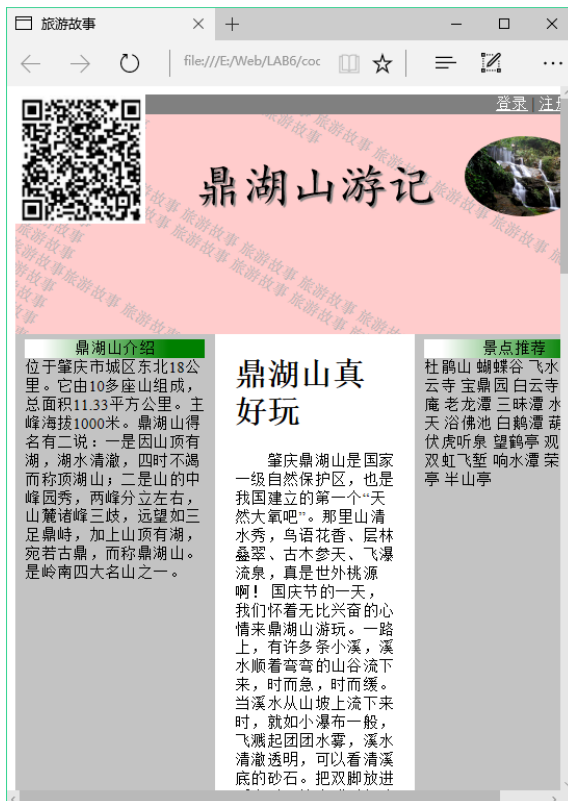 旅游故事
file:///E:/Web/LAB6/coc
登录 | 注册
鼎湖山游记
旅游故事 旅游故事 旅游故事
鼎湖山介绍
位于肇庆市城区东北18公
里。它由10多座山组成，
总面积11.33平方公里。主
峰海拔1000米。鼎湖山得
名有二说：一是因山顶有
湖，湖水清澈，四时不竭
而称顶湖山；二是山的中
峰园秀，两峰分立左右，
山麓诸峰三歧，远望如三
足鼎峙，加上山顶有湖，
宛若古鼎，而称鼎湖山。
是岭南四大名山之一。
鼎湖山真
好玩
肇庆鼎湖山是国家
一级自然保护区，也是
我国建立的第一个“天
然大氧吧”。那里山清
水秀，鸟语花香、层林
叠翠、古木参天、飞瀑
流泉，真是世外桃源
啊！ 国庆节的一天，
我们怀着无比兴奋的心
情来鼎湖山游玩。一路
上，有许多条小溪，溪
水顺着弯弯的山谷流下
来，时而急，时而缓。
当溪水从山坡上流下来
时，就如小瀑布一般，
飞溅起团团水雾，溪水
清澈透明，可以看清溪
底的砂石。把双脚放进
景点推荐
杜鹃山 蝴蝶谷 飞水
云寺 宝鼎园 白云寺
庵 老龙潭 三昧潭 水
天 浴佛池 白鹅潭 葫
伏虎听泉 望鹤亭 观
双虹飞堑 响水潭 荣
亭 半山亭